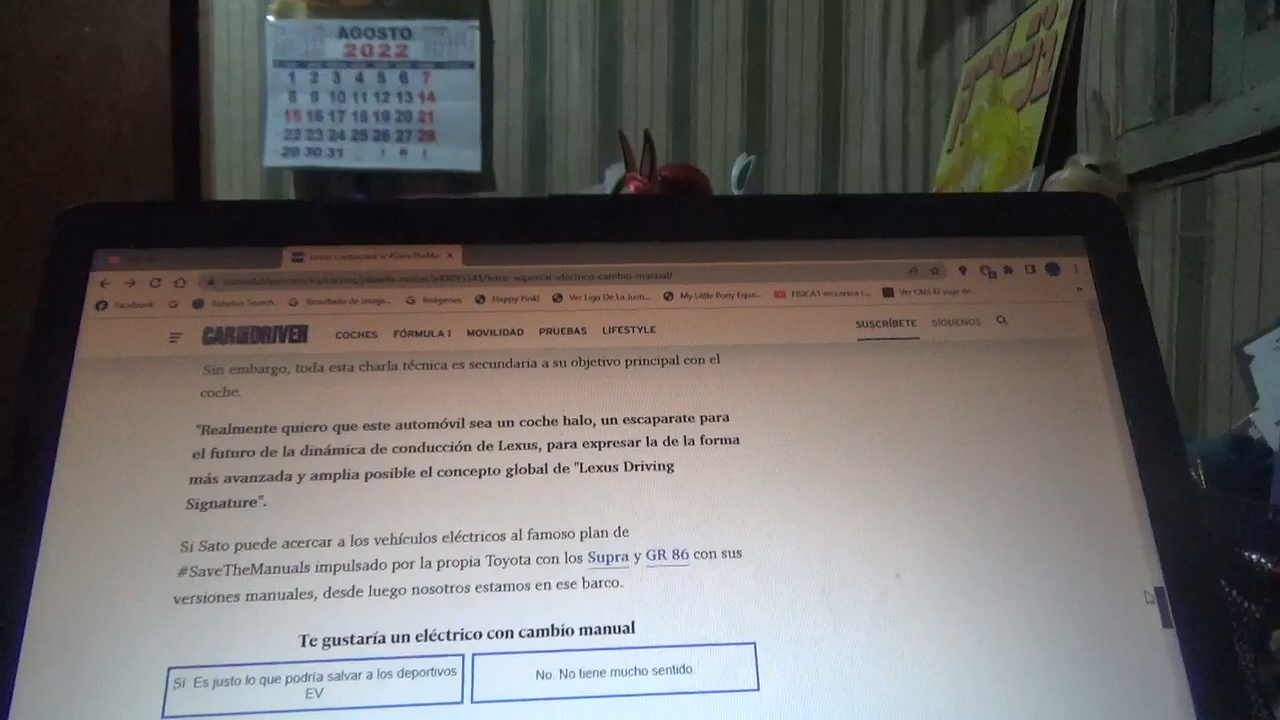 AGOSTO
2022
1 2 3 4 5 6 7
8 9 10 11 12 13 14
15 16 17 18 19 20 21
22 23 24 25 26 27 28
29 30 31
Facebook
Babylon Search.
Resultado de image...
Imágenes
Happy Pink!
Ver Liga De La Justi...
My Little Pony Eque...
CAR DRIVER
COCHES
FÓRMULA 1
MOVILIDAD
PRUEBAS
LIFESTYLE
SUSCRÍBETE
SÍGUENOS
Sin embargo, toda esta charla técnica es secundaria a su objetivo principal con el
coche.
"Realmente quiero que este automóvil sea un coche halo, un escaparate para
el futuro de la dinámica de conducción de Lexus, para expresar la de la forma
más avanzada y amplia posible el concepto global de "Lexus Driving
Signature".
Si Sato puede acercar a los vehículos eléctricos al famoso plan de
#SaveTheManuals impulsado por la propia Toyota con los Supra y GR 86 con sus
versiones manuales, desde luego nosotros estamos en ese barco.
Te gustaría un eléctrico con cambio manual
Sí. Es justo lo que podría salvar a los deportivos
EV
No. No tiene mucho sentido